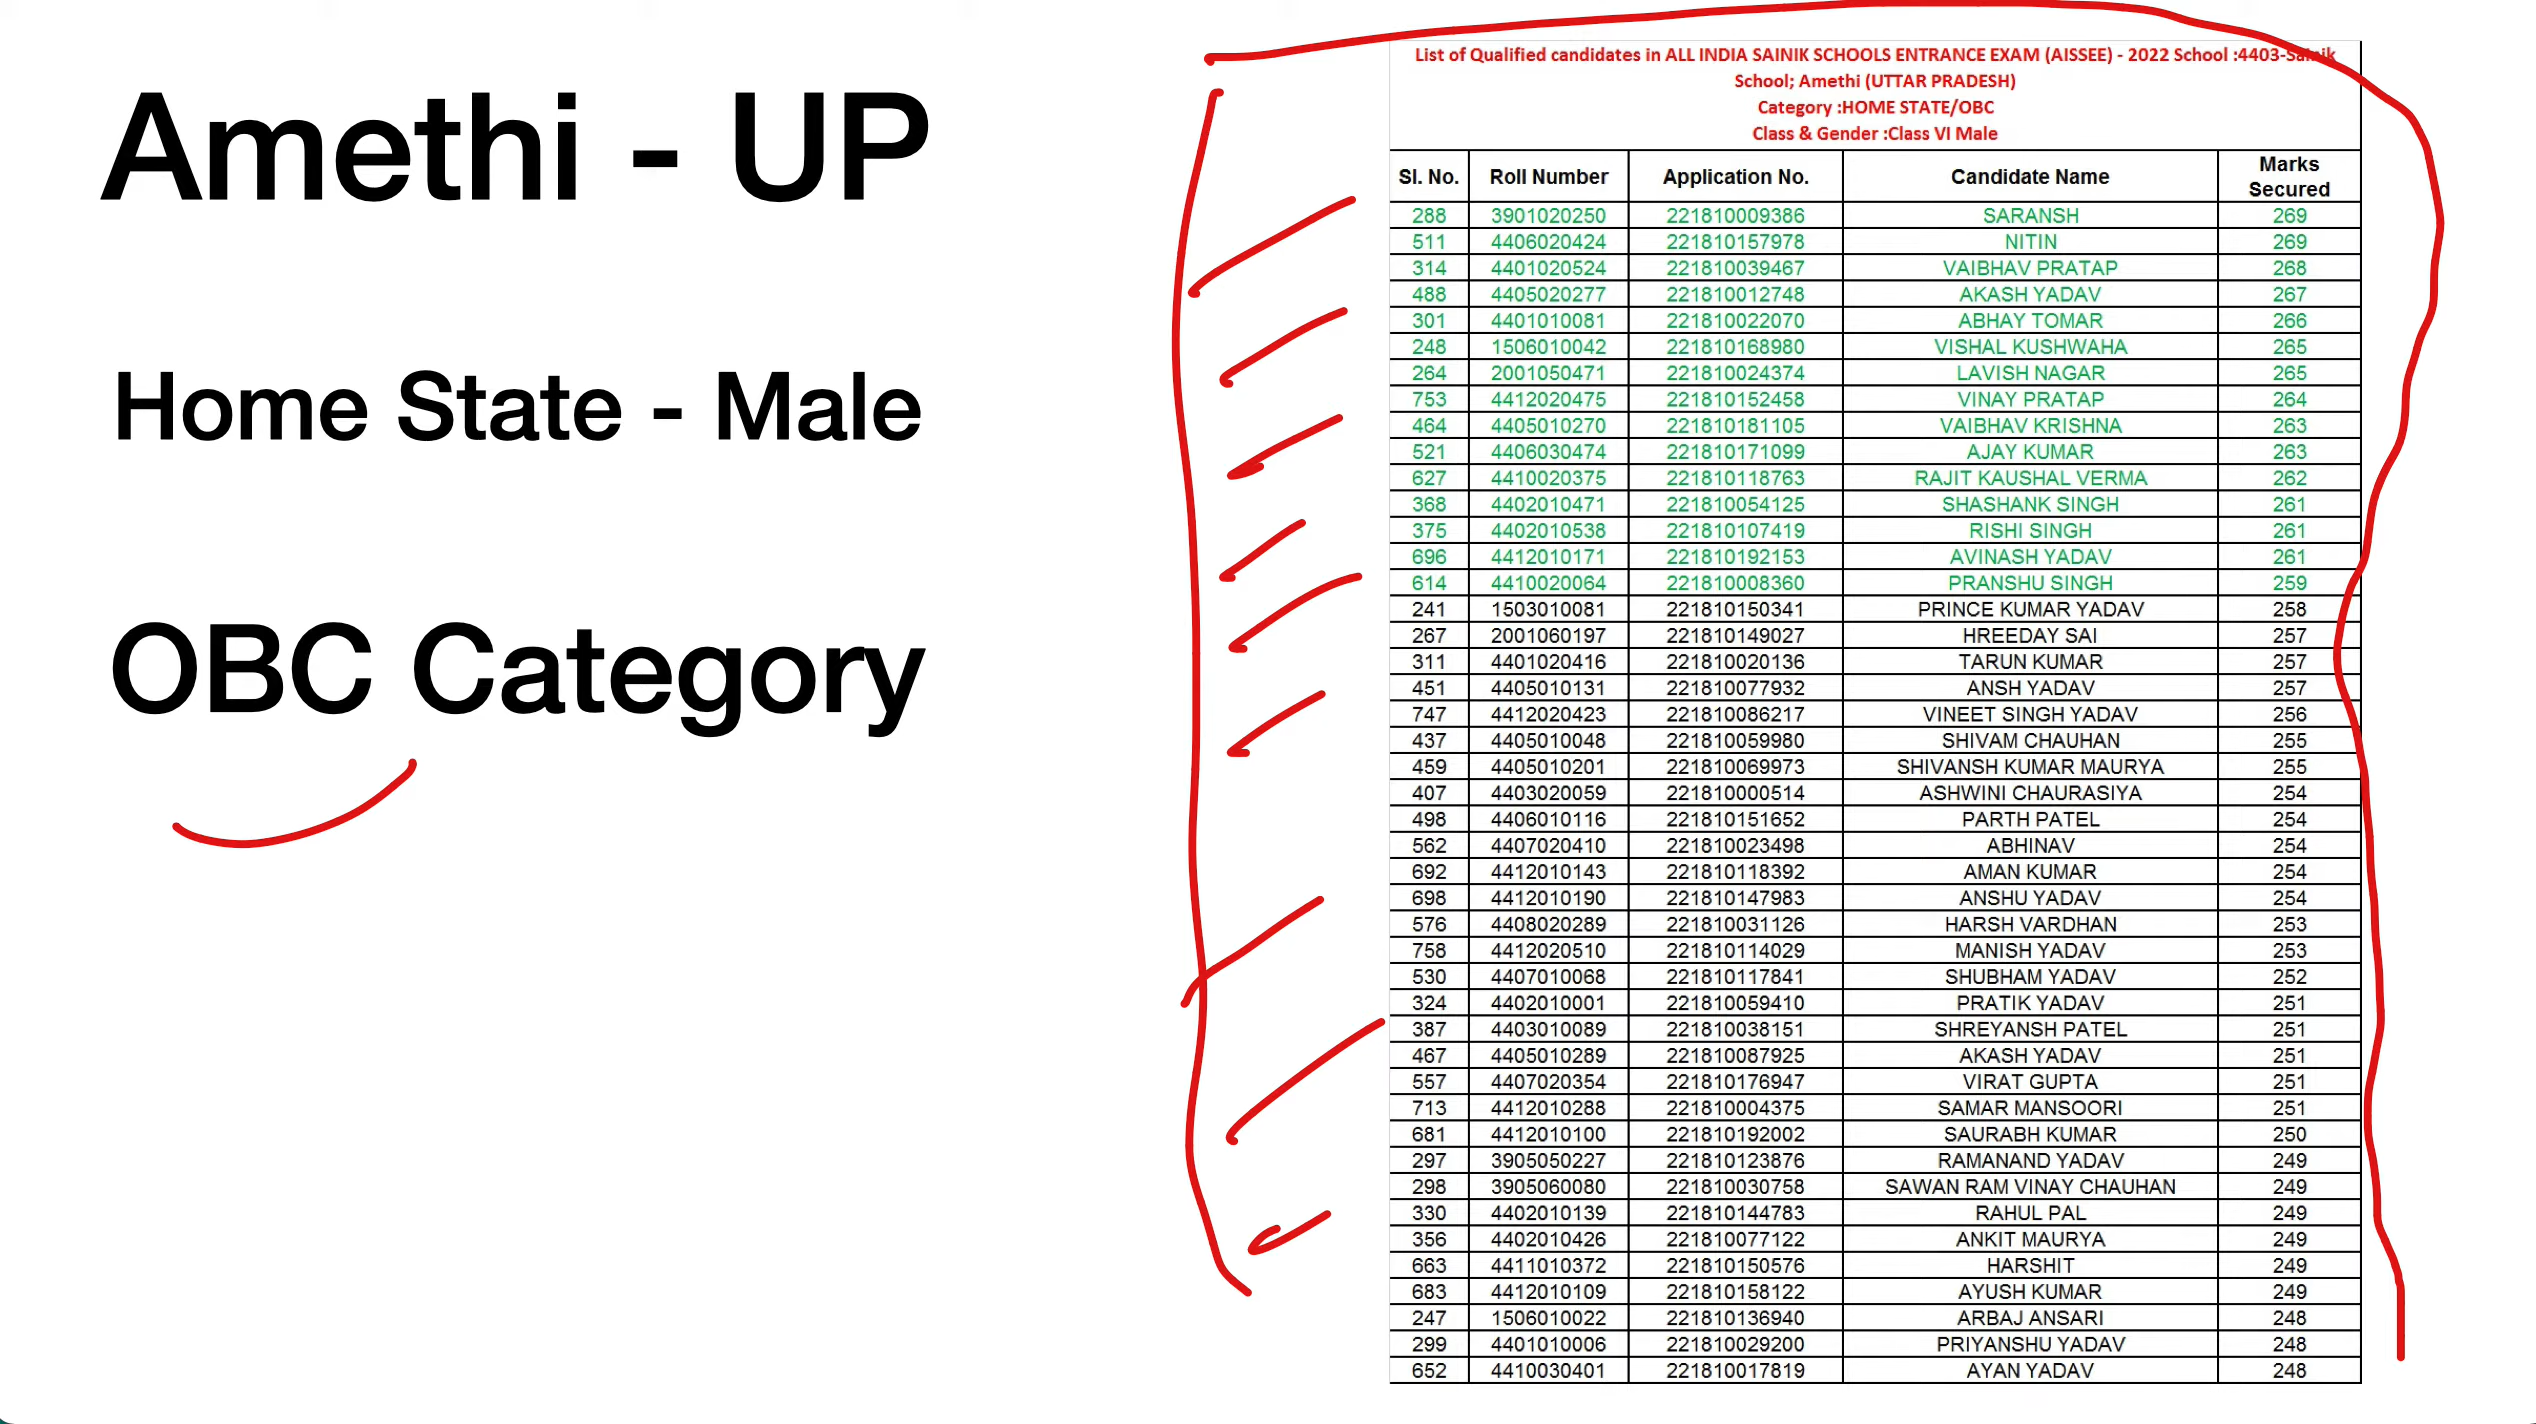 Amethi - UP
Home State - Male
OBC Category
List of Qualified candidates in ALL INDIA SAINIK SCHOOLS ENTRANCE EXAM (AISSEE) - 2022 School :4403-Sainik
School; Amethi (UTTAR PRADESH)
Category :HOME STATE/OBC
Class & Gender :Class VI Male
Sl. No. Roll Number Application No. Candidate Name Marks Secured
288 3901020250 221810009386 SARANSH 269
511 4406020424 221810157978 NITIN 269
314 4401020524 221810039467 VAIBHAV PRATAP 268
488 4405020277 221810012748 AKASH YADAV 267
301 4401010081 221810022070 ABHAY TOMAR 266
248 1506010042 221810168980 VISHAL KUSHWAHA 265
264 2001050471 221810024374 LAVISH NAGAR 265
753 4412020475 221810152458 VINAY PRATAP 264
464 4405010270 221810181105 VAIBHAV KRISHNA 263
521 4406030474 221810171099 AJAY KUMAR 263
627 4410020375 221810118763 RAJIT KAUSHAL VERMA 262
368 4402010471 221810054125 SHASHANK SINGH 261
375 4402010538 221810107419 RISHI SINGH 261
696 4412010171 221810192153 AVINASH YADAV 261
614 4410020064 221810008360 PRANSHU SINGH 259
241 1503010081 221810150341 PRINCE KUMAR YADAV 258
267 2001060197 221810149027 HREEDAY SAI 257
311 4401020416 221810020136 TARUN KUMAR 257
451 4405010131 221810077932 ANSH YADAV 257
747 4412020423 221810086217 VINEET SINGH YADAV 256
437 4405010048 221810059980 SHIVAM CHAUHAN 255
459 4405010201 221810069973 SHIVANSH KUMAR MAURYA 255
407 4403020059 221810000514 ASHWINI CHAURASIYA 254
498 4406010116 221810151652 PARTH PATEL 254
562 4407020410 221810023498 ABHINAV 254
692 4412010143 221810118392 AMAN KUMAR 254
698 4412010190 221810147983 ANSHU YADAV 254
576 4408020289 221810031126 HARSH VARDHAN 253
758 4412020510 221810114029 MANISH YADAV 253
530 4407010068 221810117841 SHUBHAM YADAV 252
324 4402010001 221810059410 PRATIK YADAV 251
387 4403010089 221810038151 SHREYANSH PATEL 251
467 4405010289 221810087925 AKASH YADAV 251
557 4407020354 221810176947 VIRAT GUPTA 251
713 4412010288 221810004375 SAMAR MANSOORI 251
681 4412010100 221810192002 SAURABH KUMAR 250
297 3905050227 221810123876 RAMANAND YADAV 249
298 3905060080 221810030758 SAWAN RAM VINAY CHAUHAN 249
330 4402010139 221810144783 RAHUL PAL 249
356 4402010426 221810077122 ANKIT MAURYA 249
663 4411010372 221810150576 HARSHIT 249
683 4412010109 221810158122 AYUSH KUMAR 249
247 1506010022 221810136940 ARBAJ ANSARI 248
299 4401010006 221810029200 PRIYANSHU YADAV 248
652 4410030401 221810017819 AYAN YADAV 248